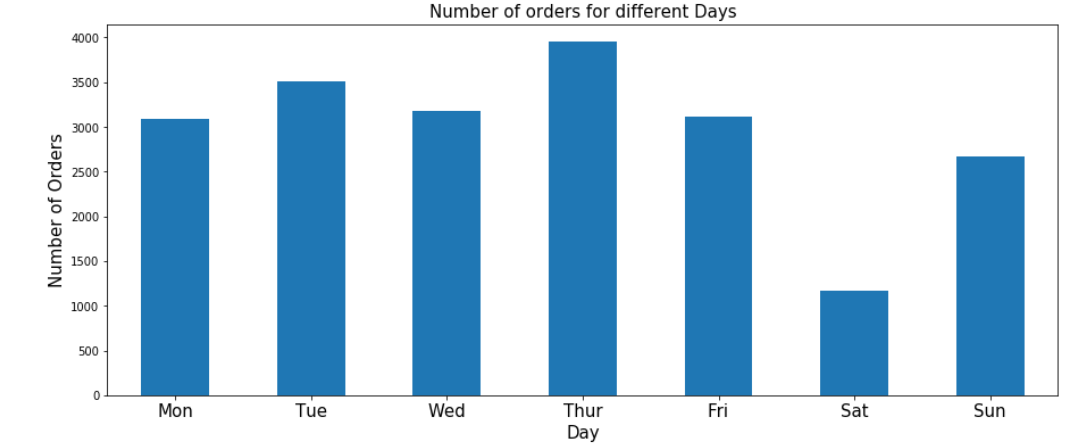 Number of orders for different Days
Number of Orders
4000
3500
3000
2500
2000
1500
1000
500
0
Mon Tue Wed Thur Fri Sat Sun
Day